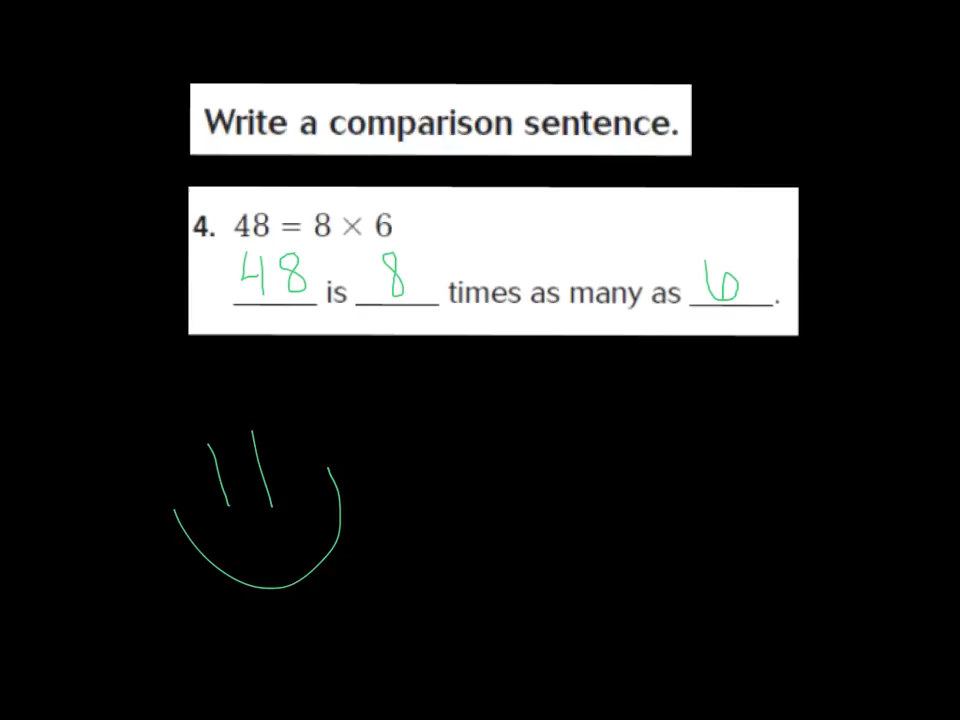 Write a comparison sentence.
4. 48 = 8 × 6
48 is 8 times as many as 6.